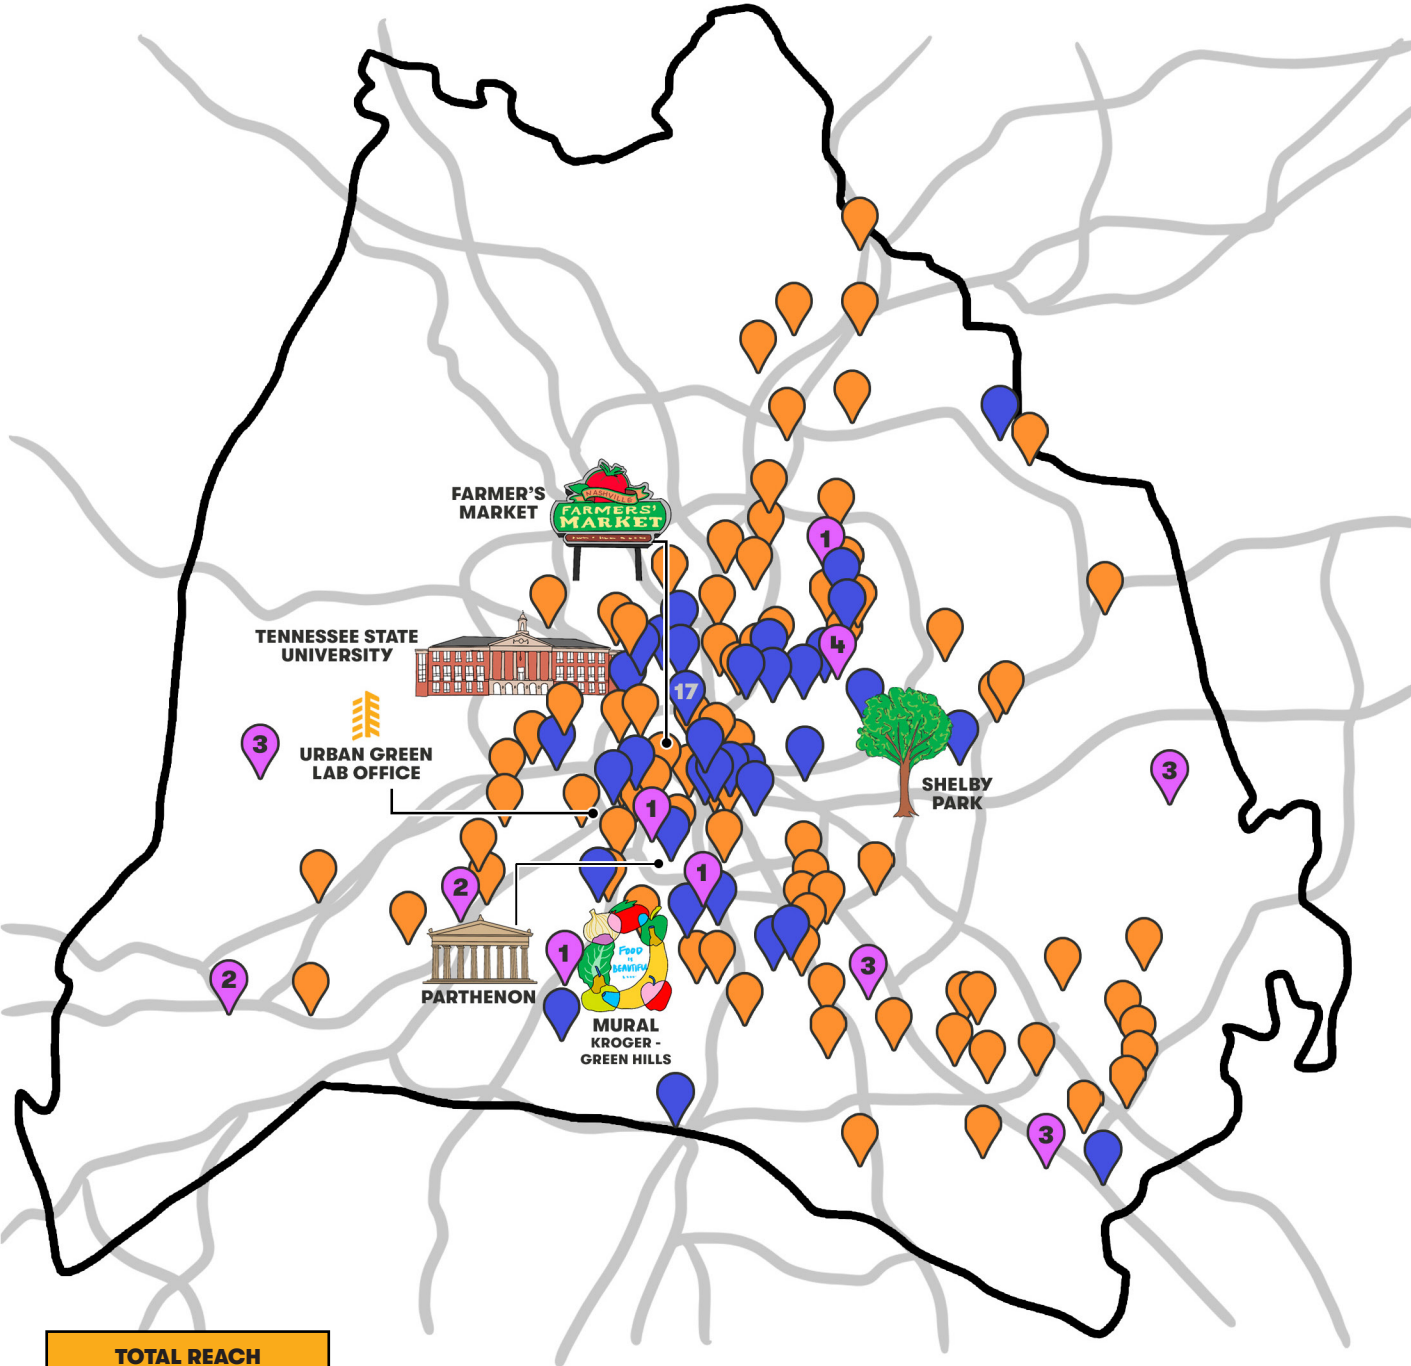 1
FARMER'S
MARKET
NASHVILLE
FARMERS'
MARKET
4
TENNESSEE STATE
UNIVERSITY
17
3
URBAN GREEN
LAB OFFICE
3
SHELBY
PARK
1
1
2
1
FOOD
IS
BEAUTIFUL
3
2
PARTHENON
MURAL
KROGER -
GREEN HILLS
3
TOTAL REACH